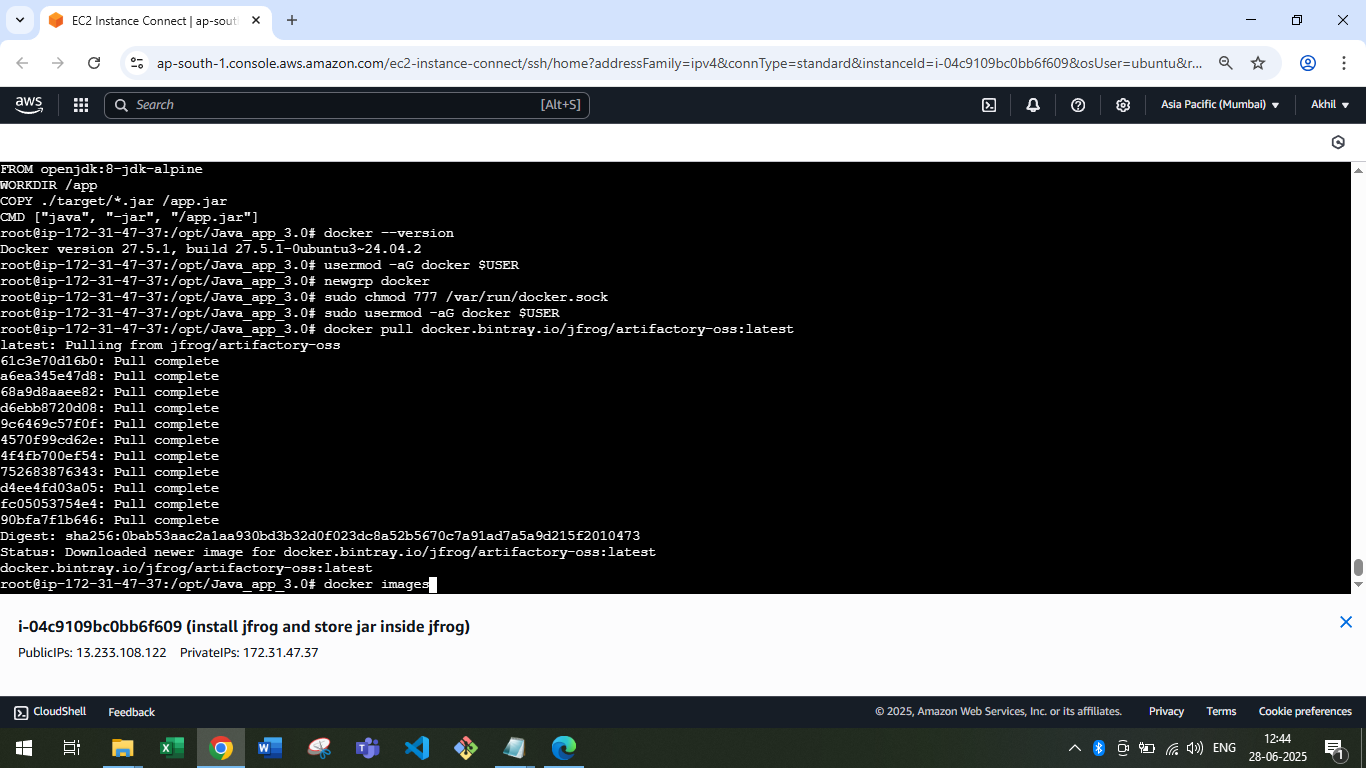 EC2 Instance Connect | ap-sout
ap-south-1.console.aws.amazon.com/ec2-instance-connect/ssh/home?addressFamily=ipv4&connType=standard&instanceId=i-04c9109bc0bb6f609&osUser=ubuntu&r...
aws Search [Alt+S] Asia Pacific (Mumbai) Akhil
FROM openjdk:8-jdk-alpine
WORKDIR /app
COPY ./target/*.jar /app.jar
CMD ["java", "-jar", "/app.jar"]
root@ip-172-31-47-37:/opt/Java_app_3.0# docker --version
Docker version 27.5.1, build 27.5.1-0ubuntu3~24.04.2
root@ip-172-31-47-37:/opt/Java_app_3.0# usermod -aG docker $USER
root@ip-172-31-47-37:/opt/Java_app_3.0# newgrp docker
root@ip-172-31-47-37:/opt/Java_app_3.0# sudo chmod 777 /var/run/docker.sock
root@ip-172-31-47-37:/opt/Java_app_3.0# sudo usermod -aG docker $USER
root@ip-172-31-47-37:/opt/Java_app_3.0# docker pull docker.bintray.io/jfrog/artifactory-oss:latest
latest: Pulling from jfrog/artifactory-oss
61c3e70d16b0: Pull complete
a6ea345e47d8: Pull complete
68a9d8aaee82: Pull complete
d6ebb8720d08: Pull complete
9c6469c57f0f: Pull complete
4570f99cd62e: Pull complete
4f4fb700ef54: Pull complete
752683876343: Pull complete
d4ee4fd03a05: Pull complete
fc05053754e4: Pull complete
90bfa7f1b646: Pull complete
Digest: sha256:0bab53aac2a1aa930bd3b32d0f023dc8a52b5670c7a91ad7a5a9d215f2010473
Status: Downloaded newer image for docker.bintray.io/jfrog/artifactory-oss:latest
docker.bintray.io/jfrog/artifactory-oss:latest
root@ip-172-31-47-37:/opt/Java_app_3.0# docker images
i-04c9109bc0bb6f609 (install jfrog and store jar inside jfrog)
PublicIPs: 13.233.108.122 PrivateIPs: 172.31.47.37
CloudShell Feedback © 2025, Amazon Web Services, Inc. or its affiliates. Privacy Terms Cookie preferences
ENG 12:44
28-06-2025
1